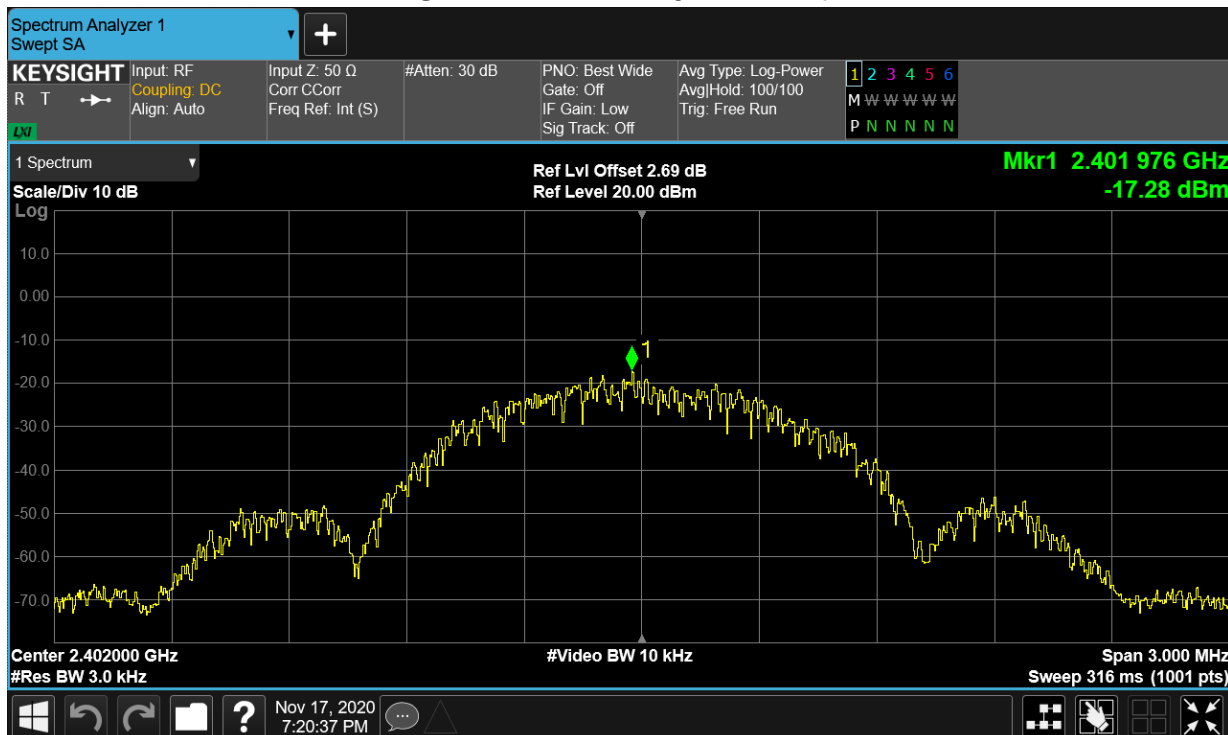 Spectrum Analyzer 1
Swept SA
+
KEYSIGHT
R T
LXI
Input: RF
Coupling: DC
Align: Auto
Input Z: 50 Ω
Corr CCorr
Freq Ref: Int (S)
#Atten: 30 dB
PNO: Best Wide
Gate: Off
IF Gain: Low
Sig Track: Off
Avg Type: Log-Power
Avg|Hold: 100/100
Trig: Free Run
1 2 3 4 5 6
M W W W W W
P N N N N N
1 Spectrum
Scale/Div 10 dB
Log
Ref Lvl Offset 2.69 dB
Ref Level 20.00 dBm
Mkr1 2.401 976 GHz
-17.28 dBm
10.0
0.00
-10.0
1
-20.0
-30.0
-40.0
-50.0
-60.0
-70.0
Center 2.402000 GHz
#Res BW 3.0 kHz
#Video BW 10 kHz
Span 3.000 MHz
Sweep 316 ms (1001 pts)
?
Nov 17, 2020
7:20:37 PM